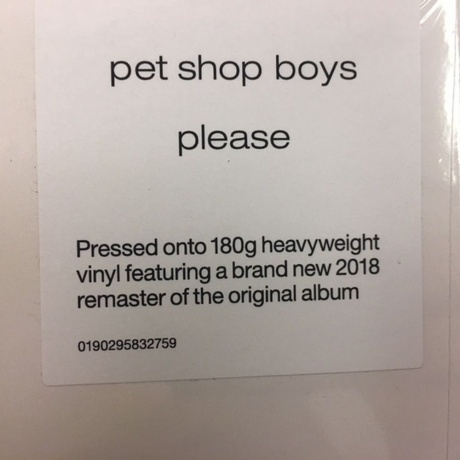 pet shop boys
please
Pressed onto 180g heavyweight
vinyl featuring a brand new 2018
remaster of the original album
0190295832759